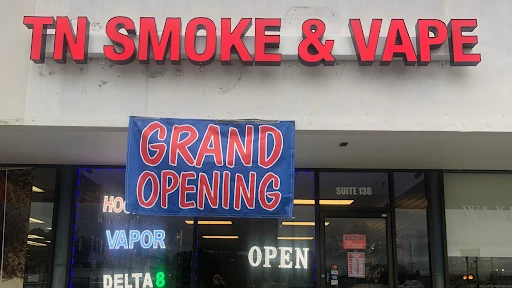 TN SMOKE & VAPE
GRAND
OPENING
SUITE 136
VAPOR
OPEN
DELTA 8